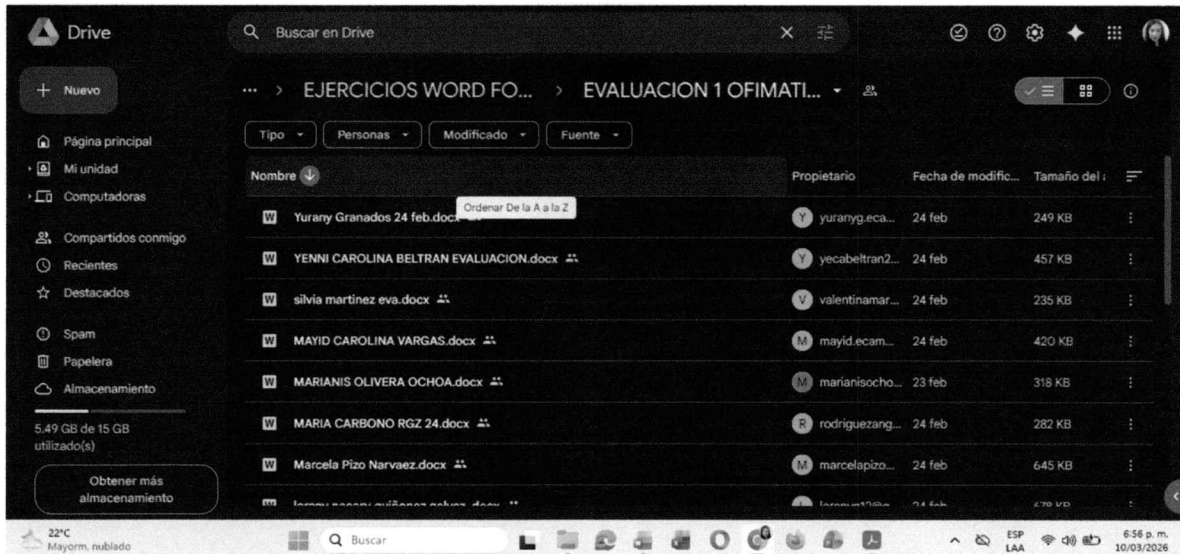 Drive
Buscar en Drive
Nuevo
... > EJERCICIOS WORD FO... > EVALUACION 1 OFIMATI...
Tipo Personas Modificado Fuente
Página principal
Mi unidad
Computadoras
Compartidos conmigo
Recientes
Destacados
Spam
Papelera
Almacenamiento
5.49 GB de 15 GB
utilizado(s)
Obtener más
almacenamiento
Nombre Propietario Fecha de modific... Tamaño del
Ordenar De la A a la Z
W Yurany Granados 24 feb.docx Y yuranyg.eca... 24 feb 249 KB
W YENNI CAROLINA BELTRAN EVALUACION.docx Y yecabeltran2... 24 feb 457 KB
W silvia martinez eva.docx V valentinamar... 24 feb 235 KB
W MAYID CAROLINA VARGAS.docx M mayid.ecam... 24 feb 420 KB
W MARIANIS OLIVERA OCHOA.docx M marianisocho... 23 feb 318 KB
W MARIA CARBONO RGZ 24.docx R rodriguezang... 24 feb 282 KB
W Marcela Pizo Narvaez.docx M marcelapizo... 24 feb 645 KB
24 feb
22°C
Mayorm. nublado
Buscar
ESP
LAA
6:56 p. m.
10/03/2026